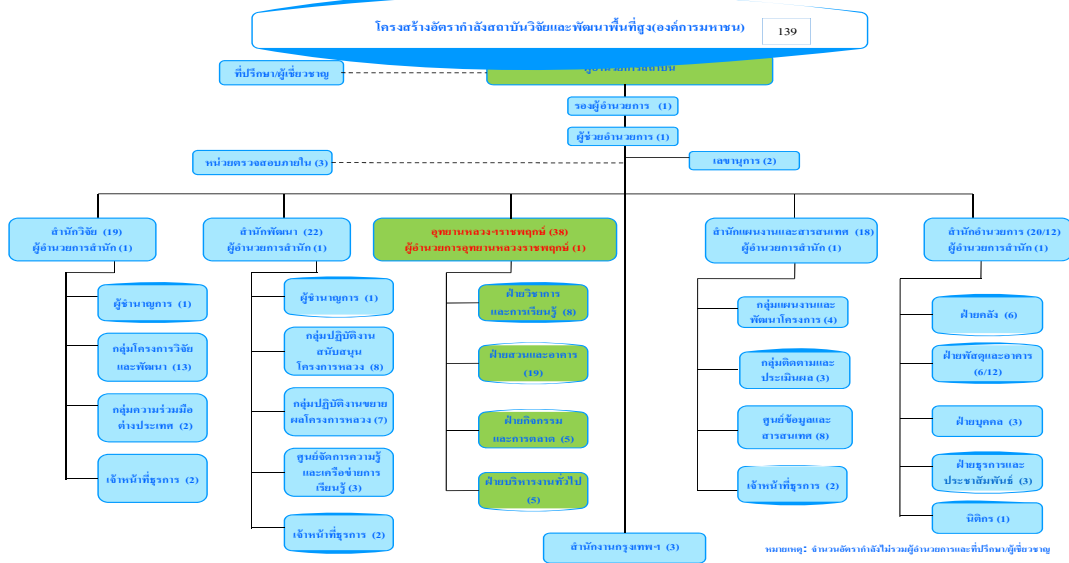 โครงสร้างอัตรากำลังสถาบันวิจัยและพัฒนาพื้นที่สูง(องค์การมหาชน)
139
ผู้อำนวยการสถาบัน
ที่ปรึกษา/ผู้เชี่ยวชาญ
รองผู้อำนวยการ (1)
ผู้ช่วยอำนวยการ (1)
หน่วยตรวจสอบภายใน (3)
เลขานุการ (2)
สำนักวิจัย (19)
ผู้อำนวยการสำนัก (1)
ผู้ชำนาญการ (1)
กลุ่มโครงการวิจัย
และพัฒนา (13)
กลุ่มความร่วมมือ
ต่างประเทศ (2)
เจ้าหน้าที่ธุรการ (2)
สำนักพัฒนา (22)
ผู้อำนวยการสำนัก (1)
ผู้ชำนาญการ (1)
กลุ่มปฏิบัติงาน
สนับสนุน
โครงการหลวง (8)
กลุ่มปฏิบัติงานขยาย
ผลโครงการหลวง (7)
ศูนย์จัดการความรู้
และเครือข่ายการ
เรียนรู้ (3)
เจ้าหน้าที่ธุรการ (2)
อุทยานหลวงฯราชพฤกษ์ (38)
ผู้อำนวยการอุทยานหลวงราชพฤกษ์ (1)
ฝ่ายวิชาการ
และการเรียนรู้ (8)
ฝ่ายสวนและอาคาร
(19)
ฝ่ายกิจกรรม
และการตลาด (5)
ฝ่ายบริหารงานทั่วไป
(5)
สำนักแผนงานและสารสนเทศ (18)
ผู้อำนวยการสำนัก (1)
กลุ่มแผนงานและ
พัฒนาโครงการ (4)
กลุ่มติดตามและ
ประเมินผล (3)
ศูนย์ข้อมูลและ
สารสนเทศ (8)
เจ้าหน้าที่ธุรการ (2)
สำนักอำนวยการ (20/12)
ผู้อำนวยการสำนัก (1)
ฝ่ายคลัง (6)
ฝ่ายพัสดุและอาคาร
(6/12)
ฝ่ายบุคคล (3)
ฝ่ายธุรการและ
ประชาสัมพันธ์ (3)
นิติกร (1)
สำนักงานกรุงเทพฯ (3)
หมายเหตุ: จำนวนอัตรากำลังไม่รวมผู้อำนวยการและที่ปรึกษา/ผู้เชี่ยวชาญ